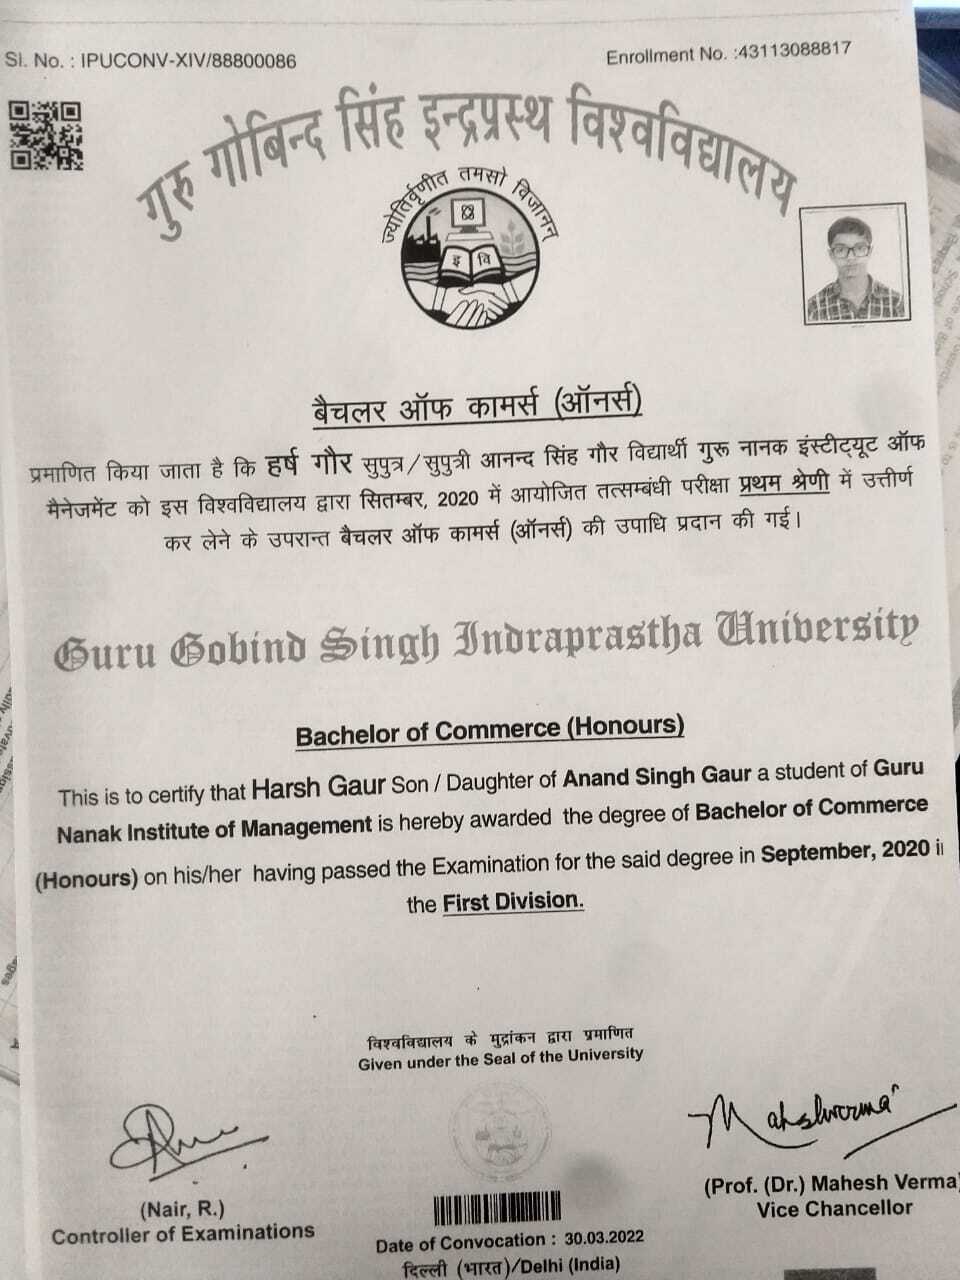 Sl. No. : IPUCONV-XIV/88800086
Enrollment No. :43113088817
गुरु गोबिन्द सिंह इन्द्रप्रस्थ विश्वविद्यालय
ज्योतिर्वृणीत तमसो विजानन्
इ वि
बैचलर ऑफ कामर्स (ऑनर्स)
प्रमाणित किया जाता है कि हर्ष गौर सुपुत्र/सुपुत्री आनन्द सिंह गौर विद्यार्थी गुरू नानक इंस्टीट्यूट ऑफ
मैनेजमेंट को इस विश्वविद्यालय द्वारा सितम्बर, 2020 में आयोजित तत्सम्बंधी परीक्षा प्रथम श्रेणी में उत्तीर्ण
कर लेने के उपरान्त बैचलर ऑफ कामर्स (ऑनर्स) की उपाधि प्रदान की गई।
Guru Gobind Singh Indraprastha University
Bachelor of Commerce (Honours)
This is to certify that Harsh Gaur Son / Daughter of Anand Singh Gaur a student of Guru
Nanak Institute of Management is hereby awarded the degree of Bachelor of Commerce
(Honours) on his/her having passed the Examination for the said degree in September, 2020 i
the First Division.
विश्वविद्यालय के मुद्रांकन द्वारा प्रमाणित
Given under the Seal of the University
(Nair, R.)
Controller of Examinations
Maheshverma
(Prof. (Dr.) Mahesh Verma)
Vice Chancellor
Date of Convocation : 30.03.2022
दिल्ली (भारत)/Delhi (India)